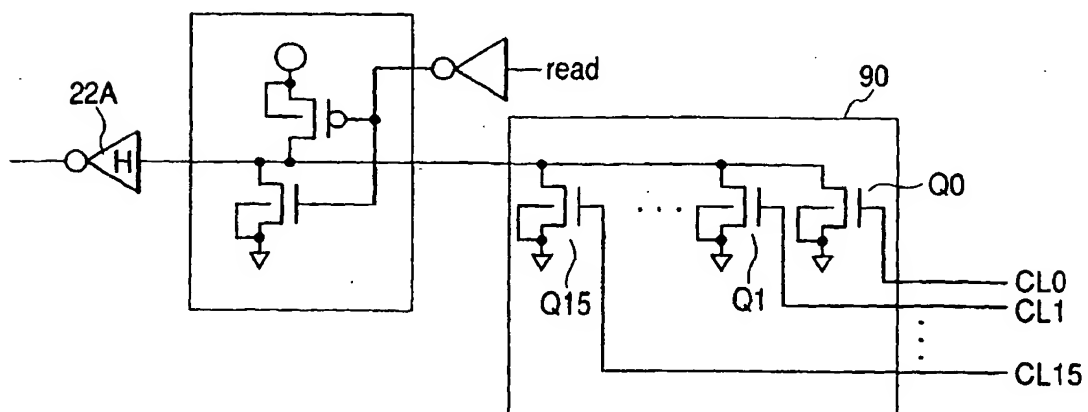 22A
H
read
90
Q0
. . .
Q15
Q1
CL0
CL1
CL15